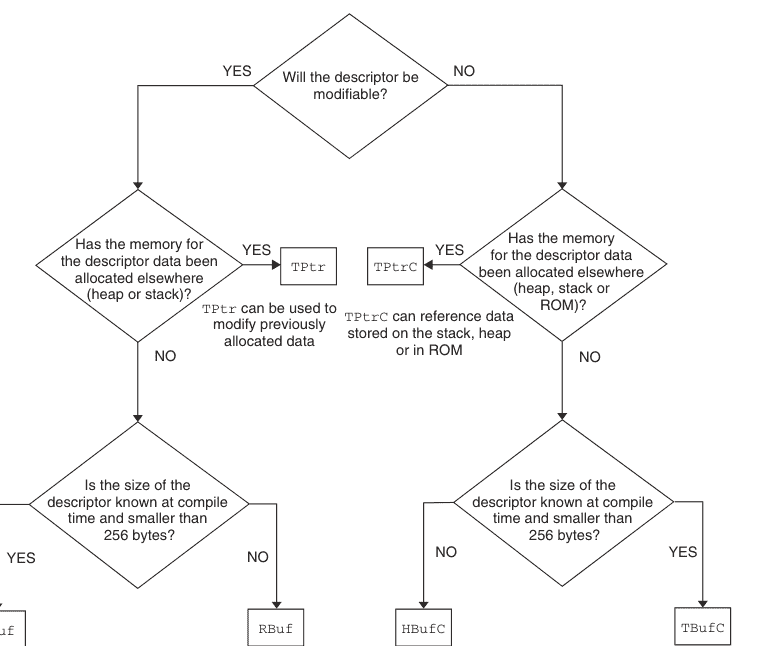 Will the descriptor be
modifiable?
YES
NO
Has the memory for
the descriptor data been
allocated elsewhere
(heap or stack)?
YES
TPtr
TPtr can be used to
modify previously
allocated data
NO
TPtrC
YES
Has the memory
for the descriptor data
been allocated elsewhere
(heap, stack or
ROM)?
TPtrC can reference data
stored on the stack, heap
or in ROM
NO
Is the size of the
descriptor known at compile
time and smaller than
256 bytes?
YES
NO
RBuf
Is the size of the
descriptor known at compile
time and smaller than
256 bytes?
NO
YES
HBufC
TBufC